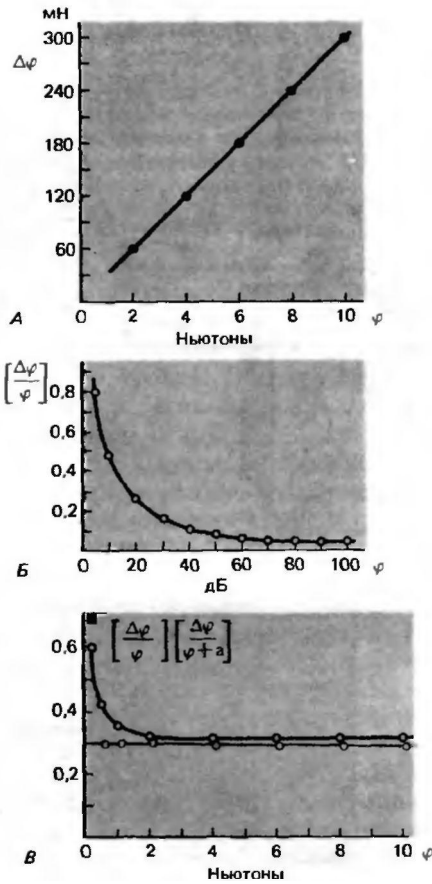 мН
300
Δφ
240
180
120
60
А
0 2 4 6 8 10 φ
Ньютоны
[Δφ/φ]
0,8
0,6
0,4
0,2
Б
0 20 40 60 80 100 φ
дБ
0,6
[Δφ/φ] [Δφ/φ+a]
0,4
0,2
В
0 2 4 6 8 10 φ
Ньютоны